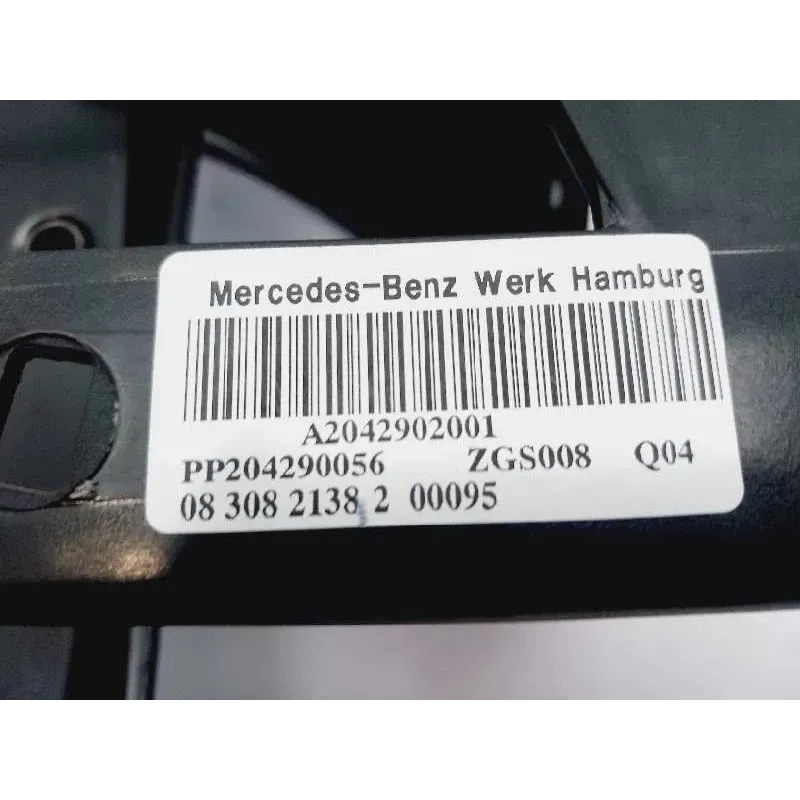 Mercedes-Benz Werk Hamburg
A2042902001
PP204290056 ZGS008 Q04
08 308 2138 2 00095